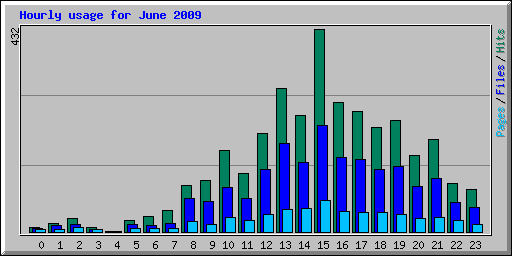 Hourly usage for June 2009
432
Pages / Files / Hits
0 1 2 3 4 5 6 7 8 9 10 11 12 13 14 15 16 17 18 19 20 21 22 23